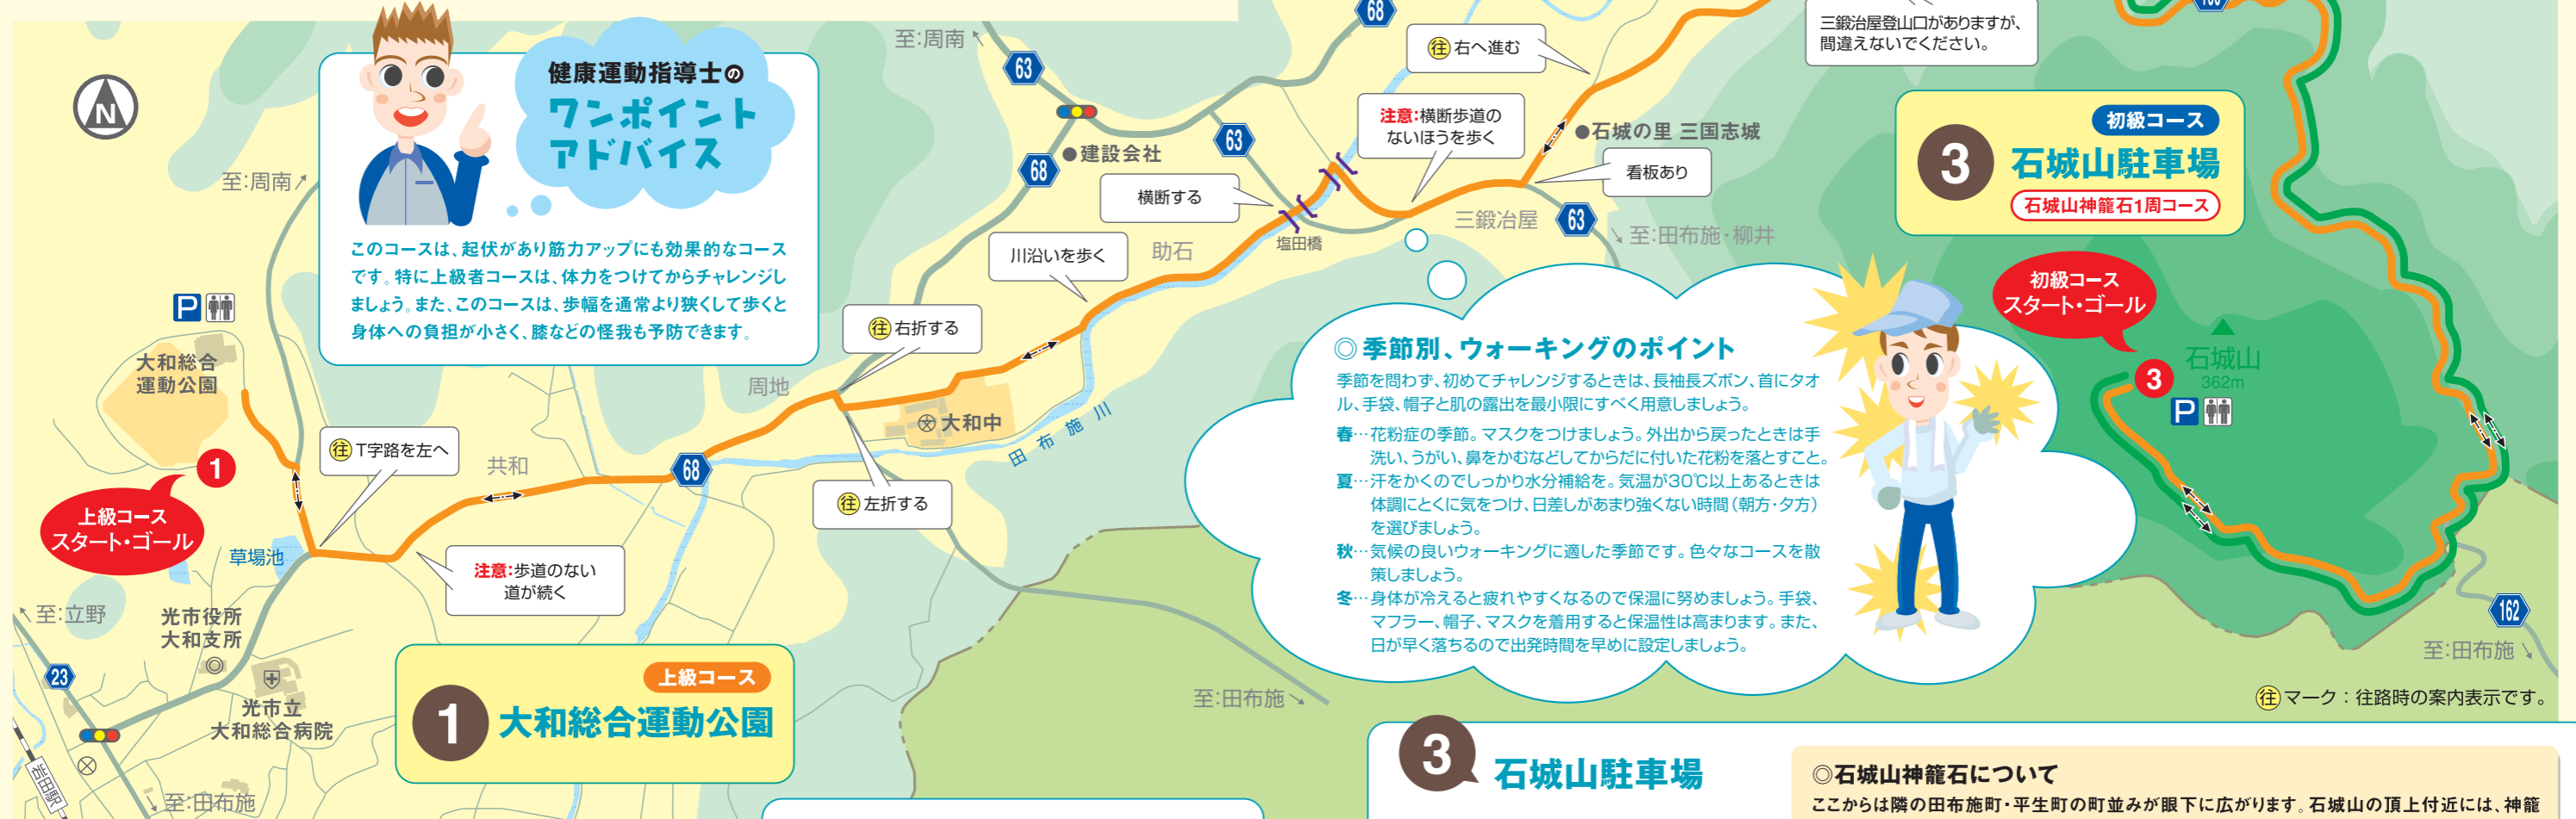 健康運動指導士の
ワンポイント
アドバイス
このコースは、起伏があり筋力アップにも効果的なコース
です。特に上級者コースは、体力をつけてからチャレンジし
ましょう。また、このコースは、歩幅を通常より狭くして歩くと
身体への負担が小さく、膝などの怪我も予防できます。
N
至:周南↗
至:周南↖
63
68
建設会社
68
63
往 右へ進む
注意:横断歩道の
ないほうを歩く
石城の里 三国志城
看板あり
横断する
三鍛冶屋
63
↘至:田布施・柳井
塩田橋
助石
川沿いを歩く
往 右折する
周地
大和中
田布施川
往 左折する
68
共和
往 T字路を左へ
P
大和総合
運動公園
1
上級コース
スタート・ゴール
草場池
注意:歩道のない
道が続く
↖至:立野
光市役所
大和支所
23
光市立
大和総合病院
岩田駅
↘至:田布施
上級コース
1 大和総合運動公園
至:田布施↘
三鍛冶屋登山口がありますが、
間違えないでください。
初級コース
3 石城山駐車場
石城山神籠石1周コース
初級コース
スタート・ゴール
3
石城山
362m
P
162
至:田布施↘
◎季節別、ウォーキングのポイント
季節を問わず、初めてチャレンジするときは、長袖長ズボン、首にタオ
ル、手袋、帽子と肌の露出を最小限にすべく用意しましょう。
春…花粉症の季節。マスクをつけましょう。外出から戻ったときは手
洗い、うがい、鼻をかむなどしてからだに付いた花粉を落とすこと。
夏…汗をかくのでしっかり水分補給を。気温が30℃以上あるときは
体調にとくに気をつけ、日差しがあまり強くない時間(朝方・夕方)
を選びましょう。
秋…気候の良いウォーキングに適した季節です。色々なコースを散
策しましょう。
冬…身体が冷えると疲れやすくなるので保温に努めましょう。手袋、
マフラー、帽子、マスクを着用すると保温性は高まります。また、
日が早く落ちるので出発時間を早めに設定しましょう。
往マーク:往路時の案内表示です。
3 石城山駐車場
◎石城山神籠石について
ここからは隣の田布施町・平生町の町並みが眼下に広がります。石城山の頂上付近には、神籠